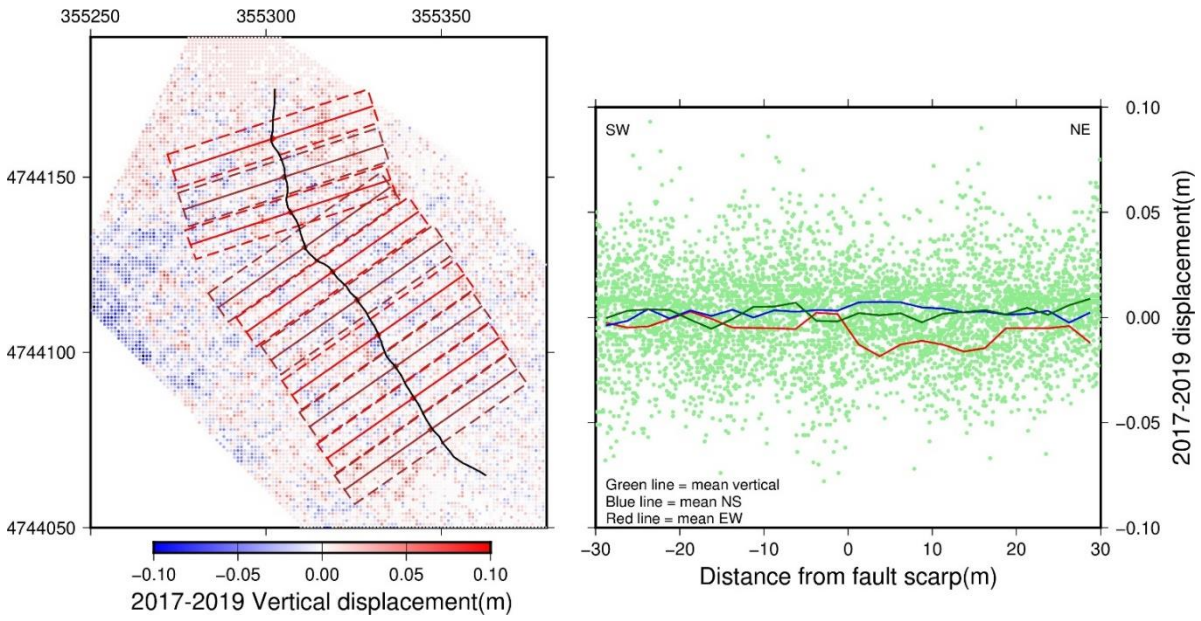 355250 355300 355350
4744150
4744100
4744050
−0.10 −0.05 0.00 0.05 0.10
2017-2019 Vertical displacement(m)
SW NE
0.10
0.05
0.00
−0.05
−0.10
2017-2019 displacement(m)
Green line = mean vertical
Blue line = mean NS
Red line = mean EW
−30 −20 −10 0 10 20 30
Distance from fault scarp(m)